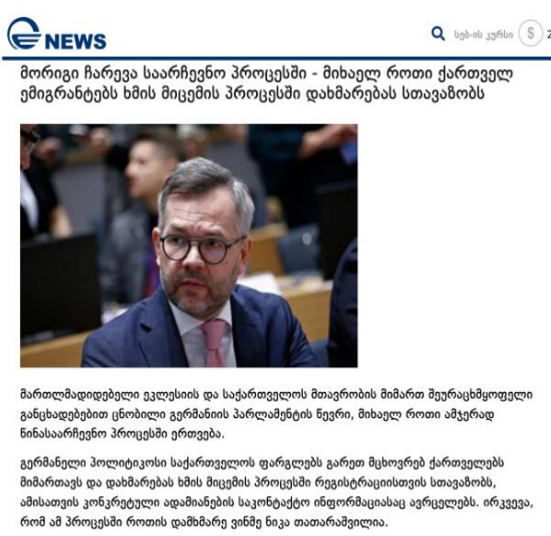 NEWS
სებ-ის კურსი $ 2
მორიგი ჩარევა საარჩევნო პროცესში - მიხაელ როთი ქართველ
ემიგრანტებს ხმის მიცემის პროცესში დახმარებას სთავაზობს
მართლმადიდებელი ეკლესიის და საქართველოს მთავრობის მიმართ შეურაცხმყოფელი
განცხადებებით ცნობილი გერმანიის პარლამენტის წევრი, მიხაელ როთი ამჯერად
წინასაარჩევნო პროცესში ერთვება.
გერმანელი პოლიტიკოსი საქართველოს ფარგლებს გარეთ მცხოვრებ ქართველებს
მიმართავს და დახმარებას ხმის მიცემის პროცესში რეგისტრაციისთვის სთავაზობს,
ამისათვის კონკრეტული ადამიანების საკონტაქტო ინფორმაციასაც ავრცელებს. ირკვევა,
რომ ამ პროცესში როთის დამხმარე ვინმე ნიკა თათარაშვილია.